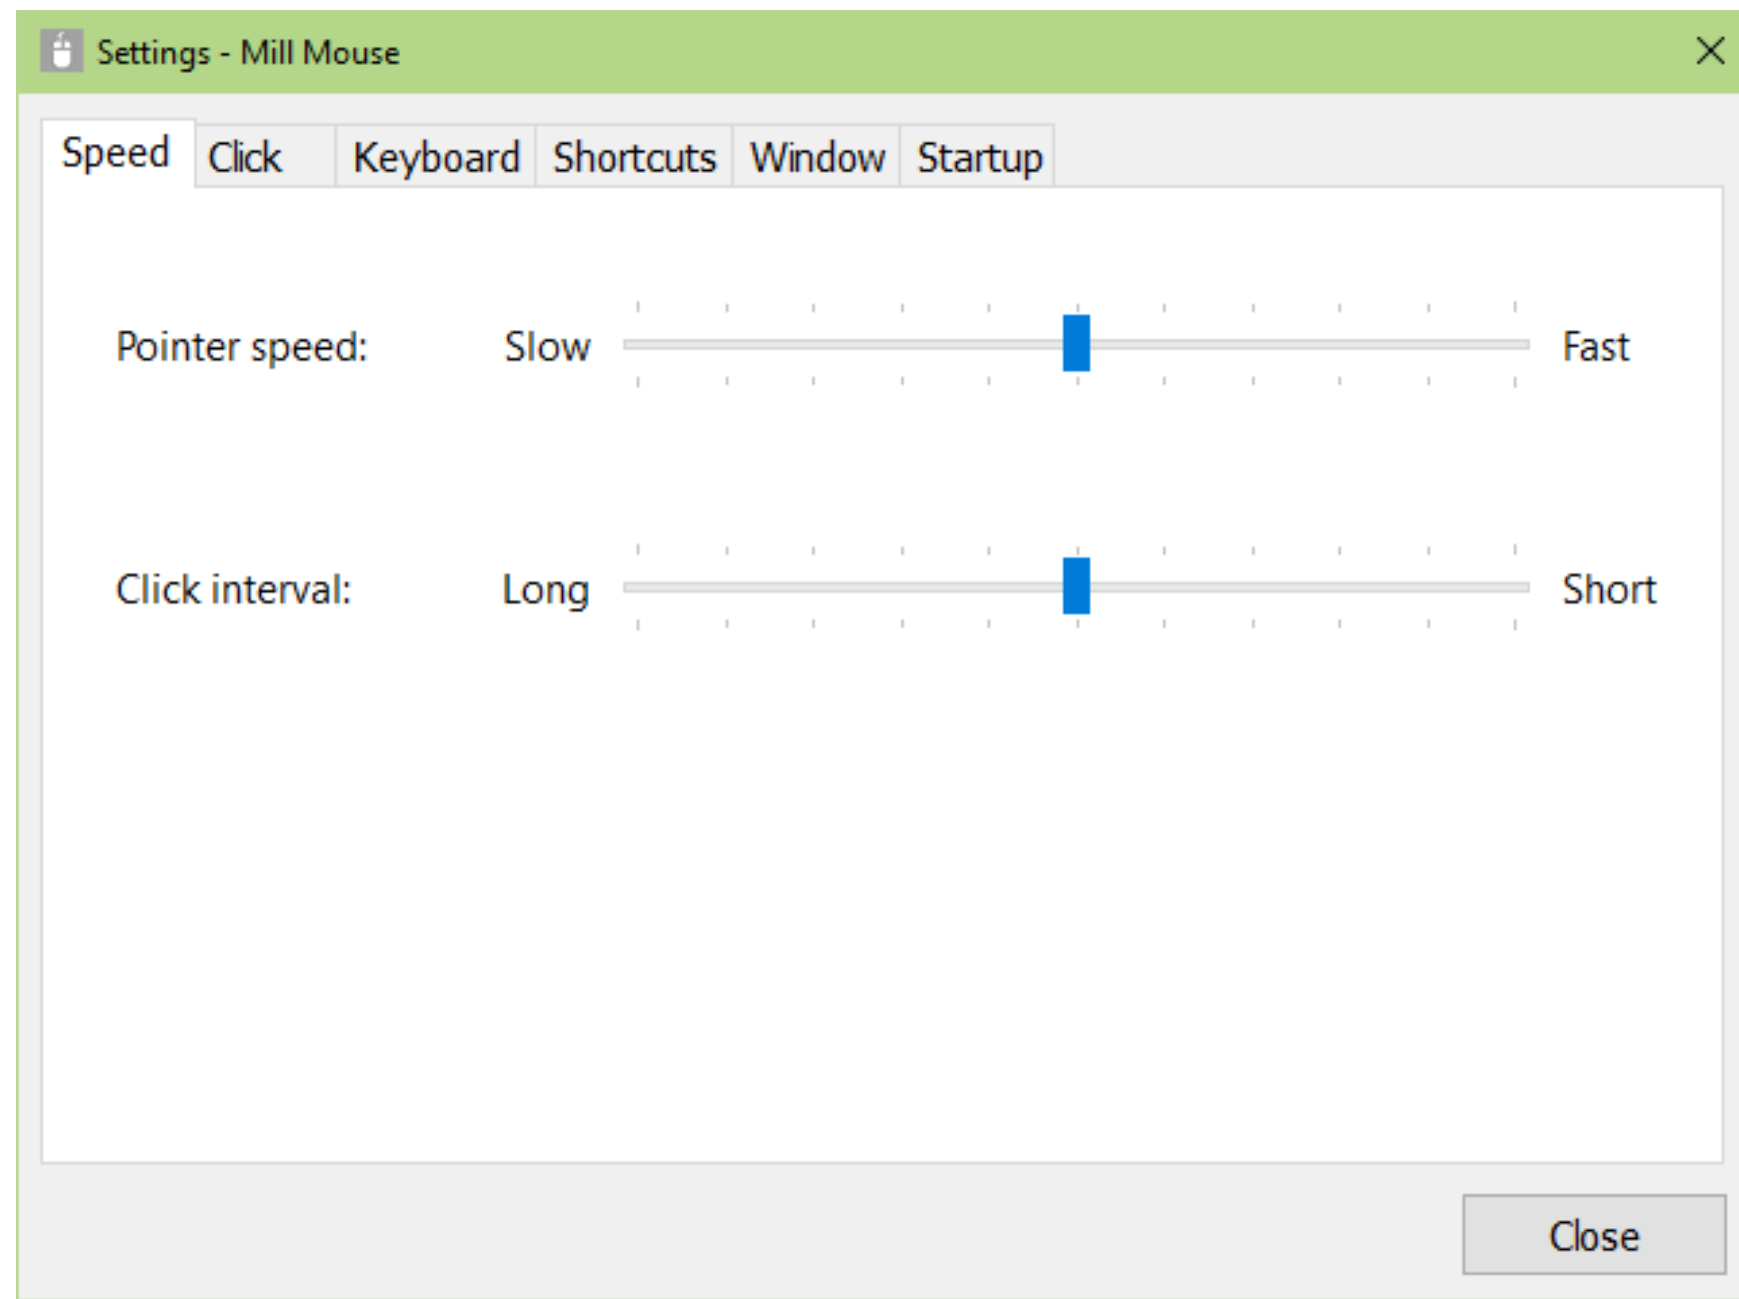 Settings - Mill Mouse
Speed Click Keyboard Shortcuts Window Startup
Pointer speed: Slow Fast
Click interval: Long Short
Close